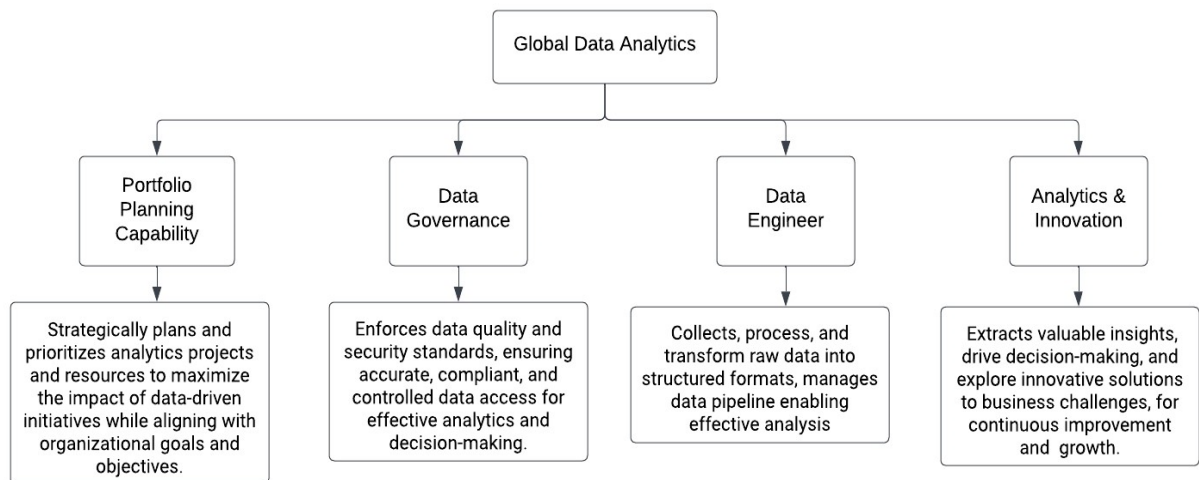 Global Data Analytics
Portfolio
Planning
Capability
Data
Governance
Data
Engineer
Analytics &
Innovation
Strategically plans and
prioritizes analytics projects
and resources to maximize
the impact of data-driven
initiatives while aligning with
organizational goals and
objectives.
Enforces data quality and
security standards, ensuring
accurate, compliant, and
controlled data access for
effective analytics and
decision-making.
Collects, process, and
transform raw data into
structured formats, manages
data pipeline enabling
effective analysis
Extracts valuable insights,
drive decision-making, and
explore innovative solutions
to business challenges, for
continuous improvement
and growth.